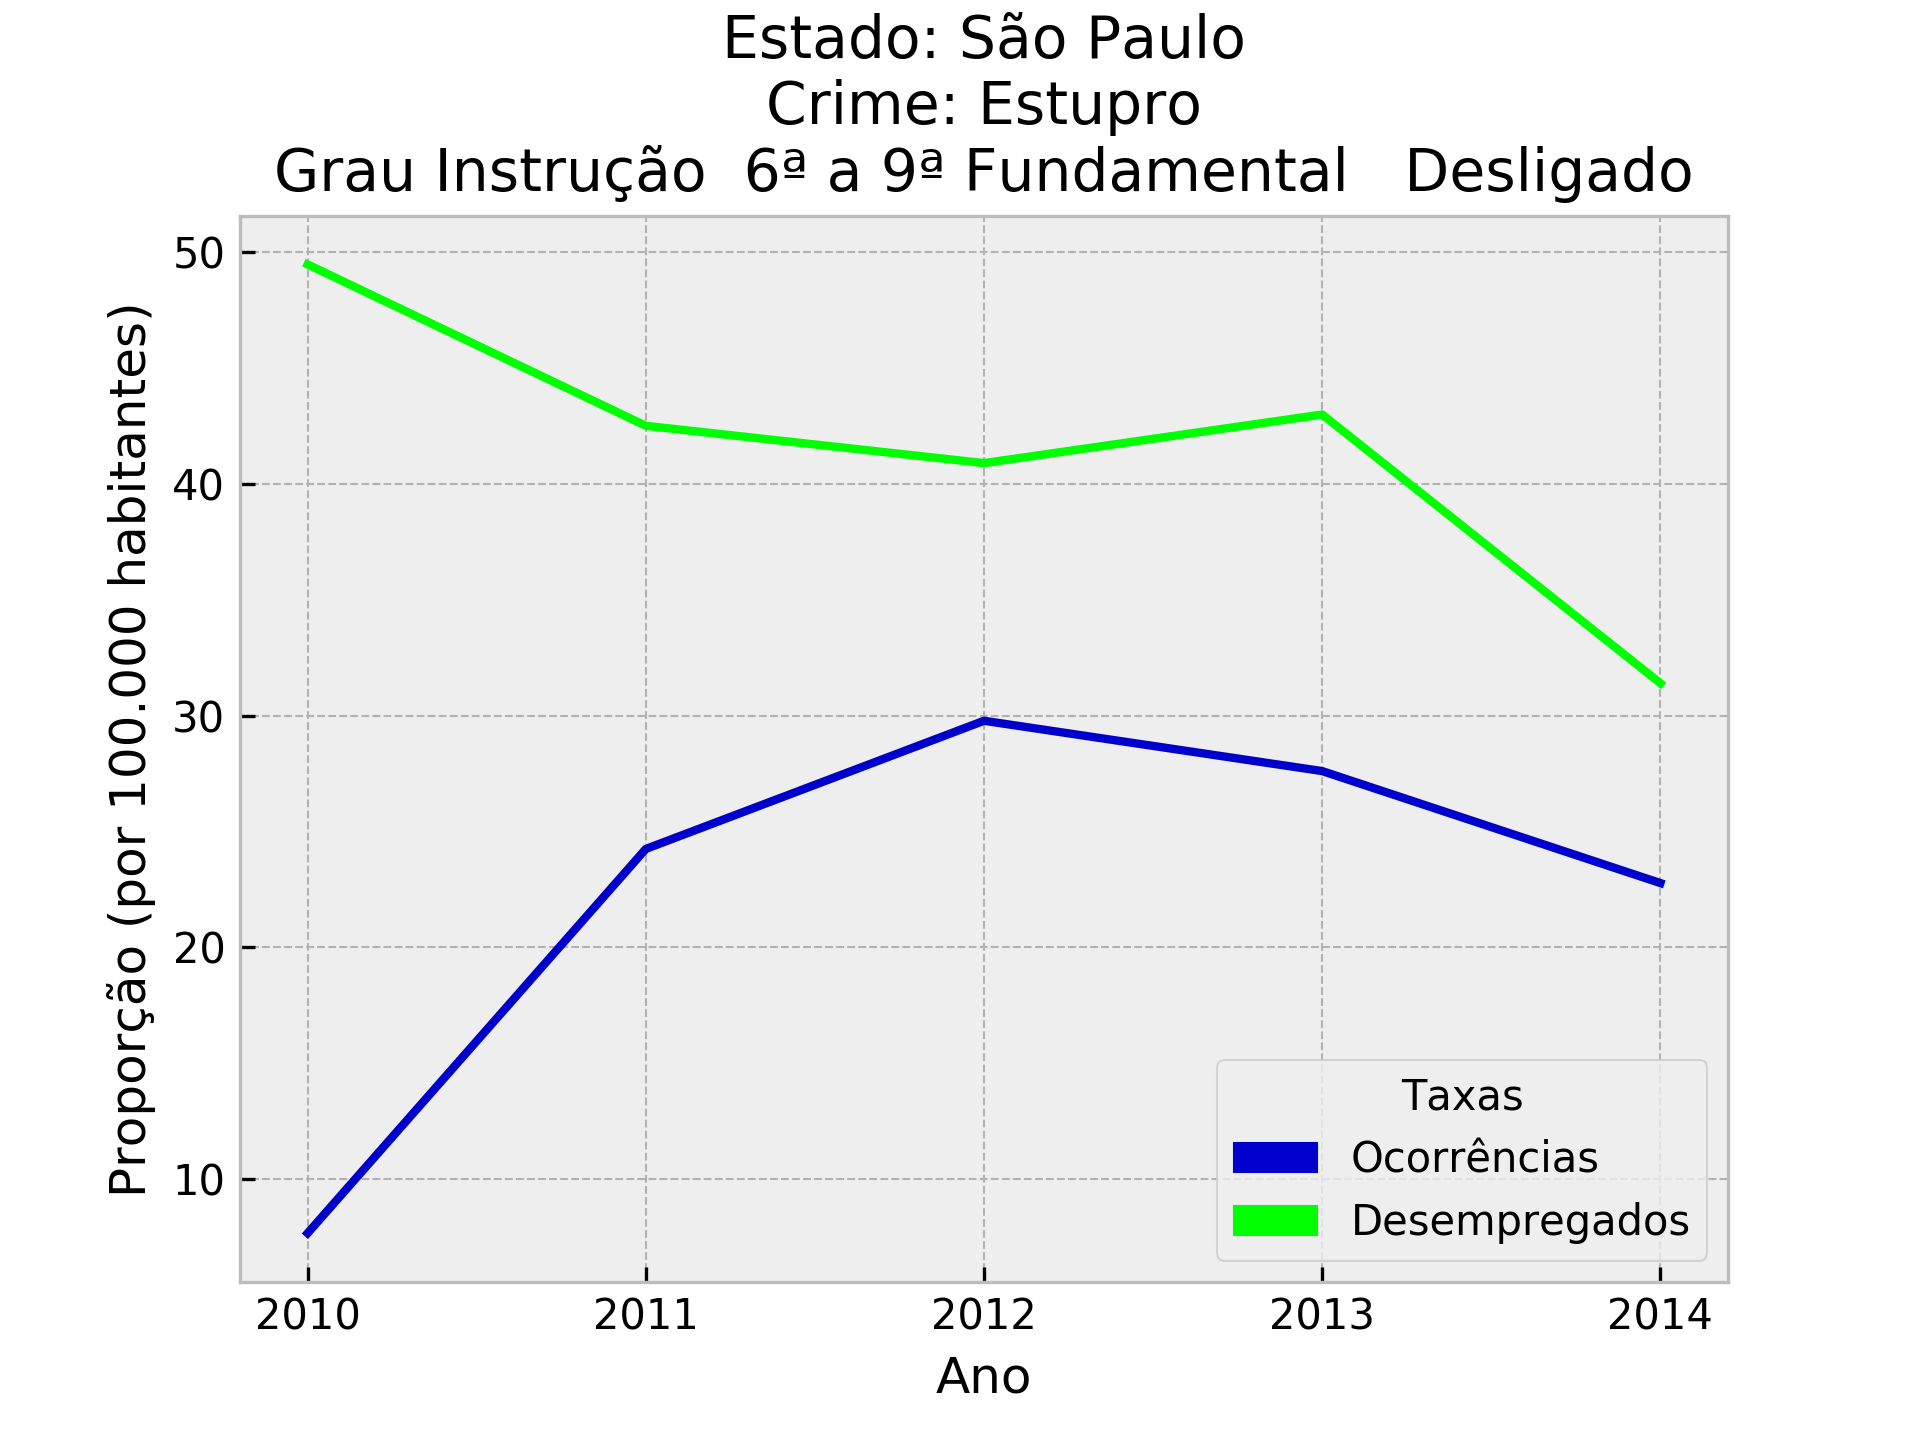 Estado: São Paulo
Crime: Estupro
Grau Instrução  6ª a 9ª Fundamental   Desligado
Proporção (por 100.000 habitantes)
50
40
30
20
10
Taxas
Ocorrências
Desempregados
2010 2011 2012 2013 2014
Ano